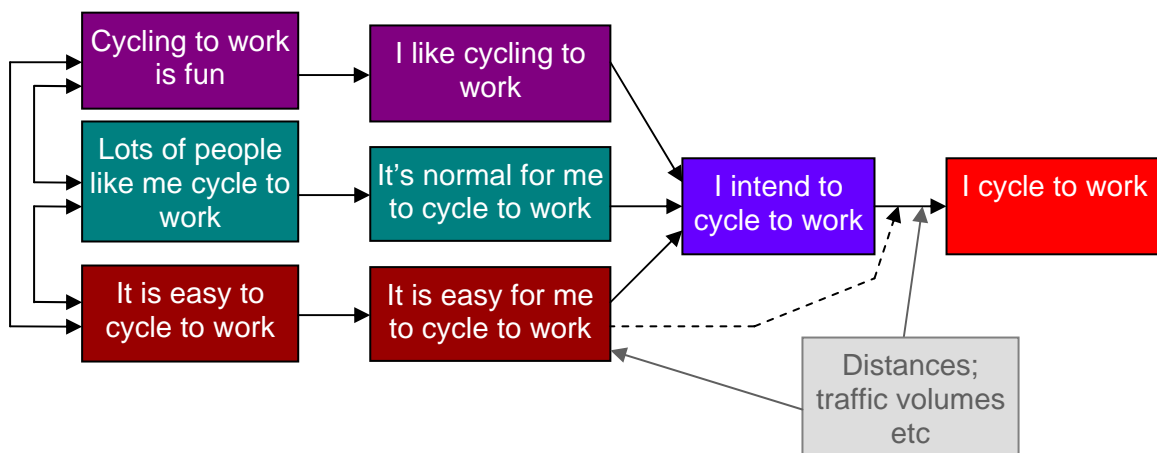 Cycling to work
is fun
I like cycling to
work
Lots of people
like me cycle to
work
It’s normal for me
to cycle to work
I intend to
cycle to work
I cycle to work
It is easy to
cycle to work
It is easy for me
to cycle to work
Distances;
traffic volumes
etc